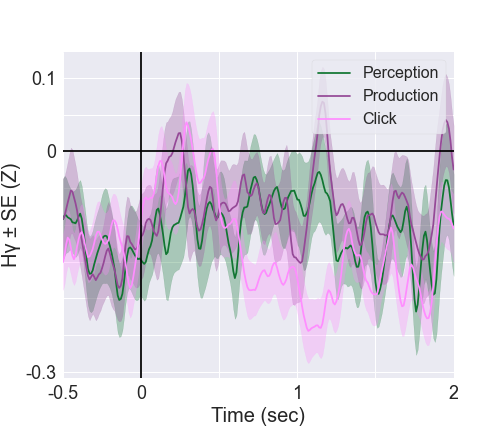 Perception
Production
Click
0.1
0
-0.3
Hγ ± SE (Z)
-0.5
0
1
2
Time (sec)